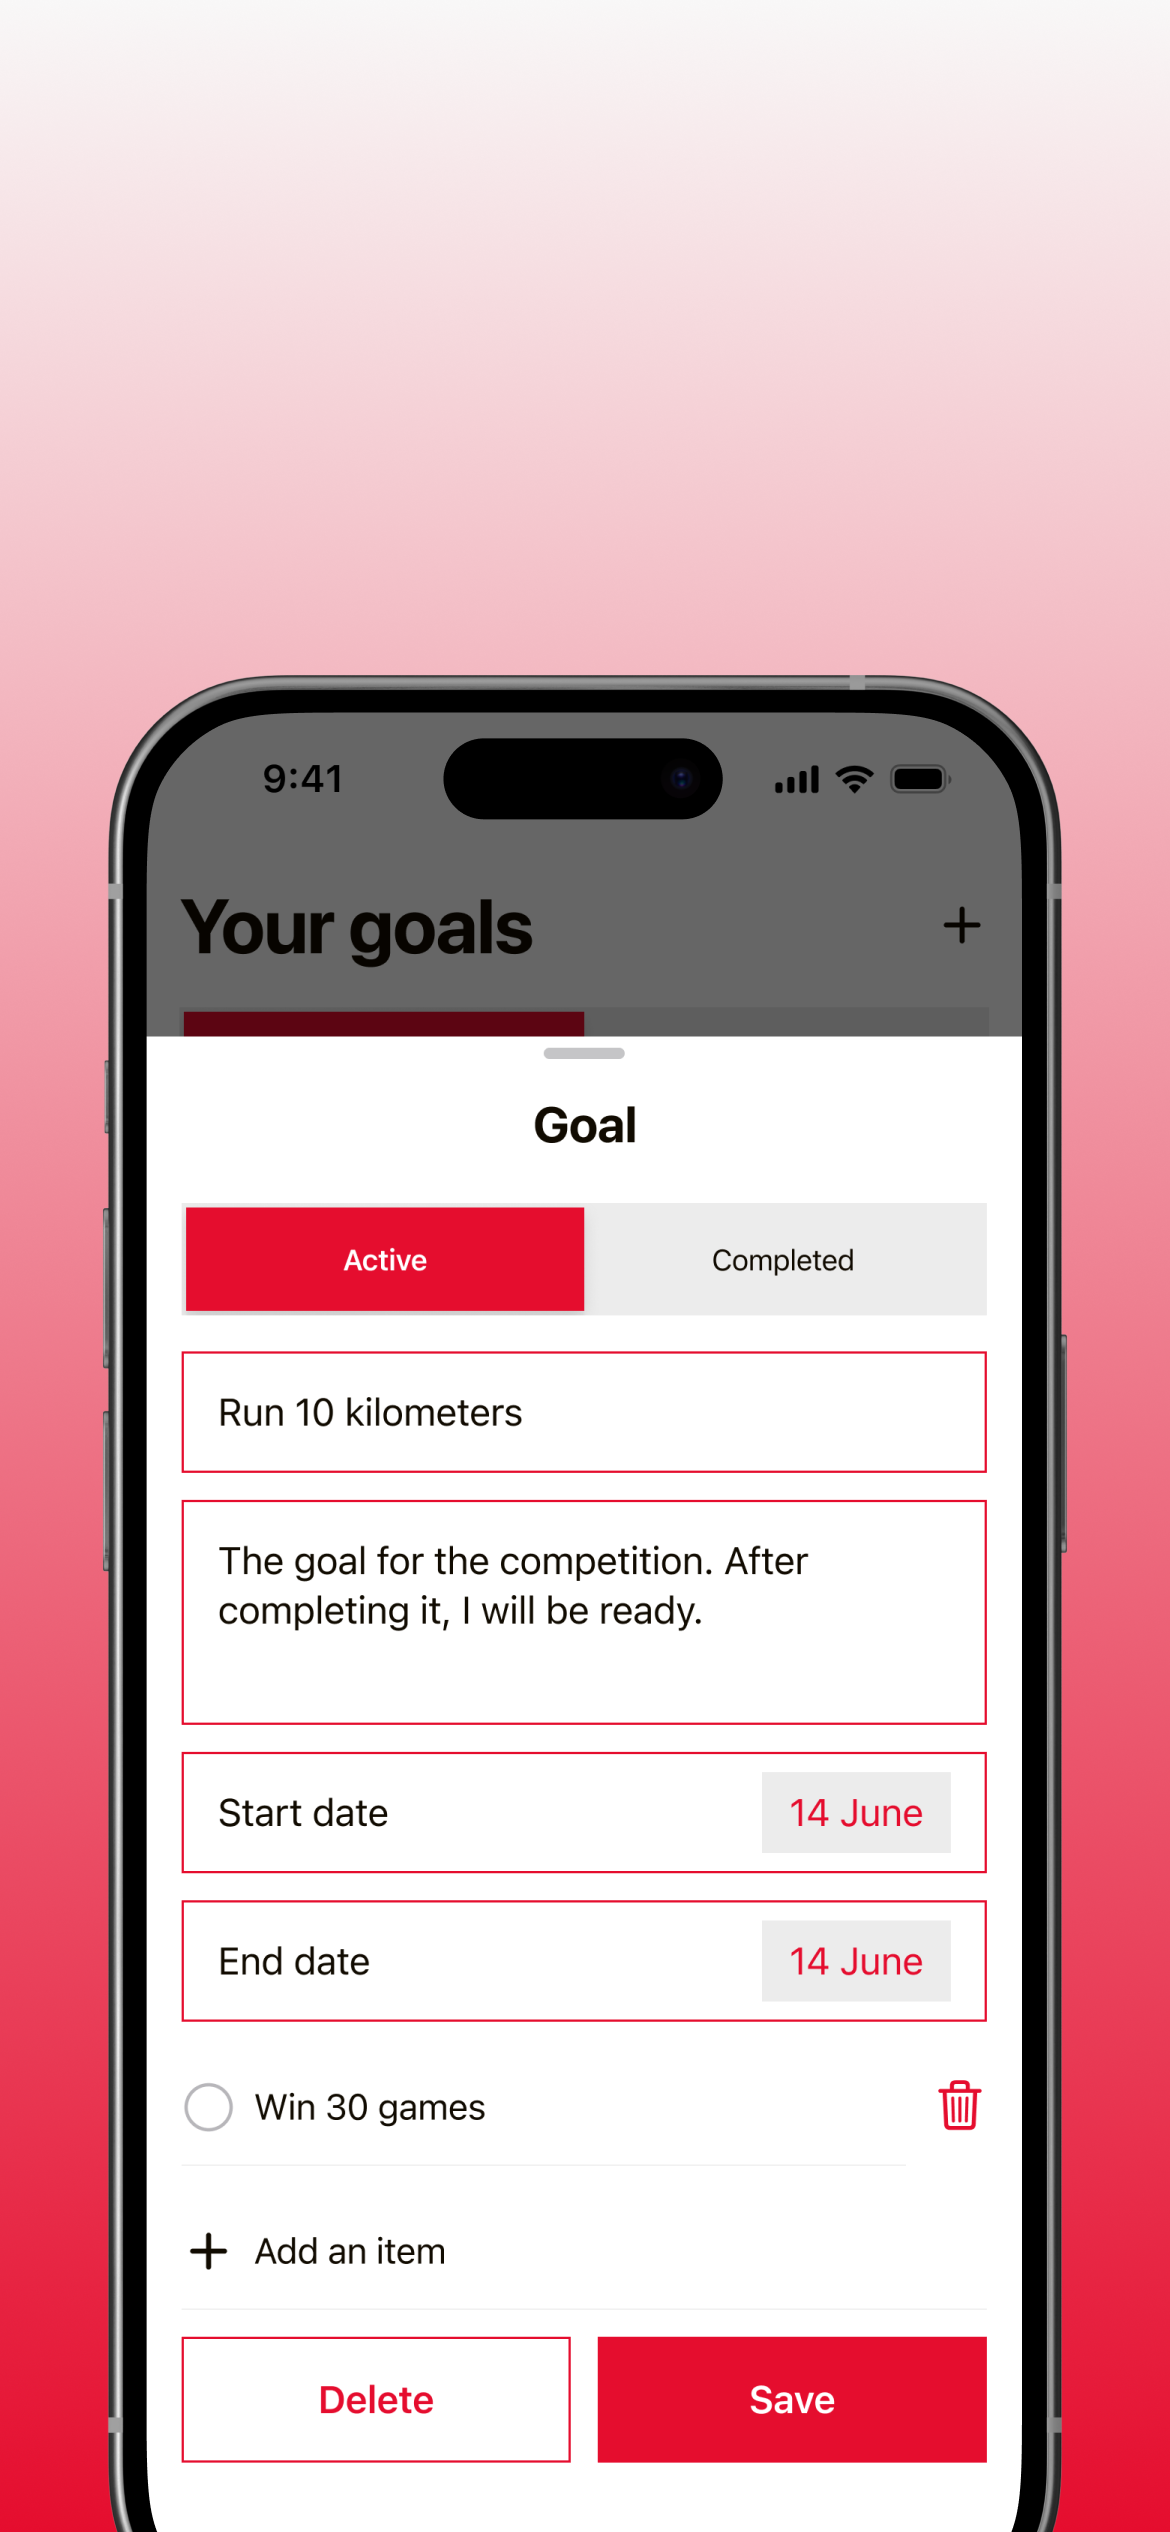 9:41
Your goals
Goal
Active
Completed
Run 10 kilometers
The goal for the competition. After
completing it, I will be ready.
Start date
14 June
End date
14 June
Win 30 games
Add an item
Delete
Save